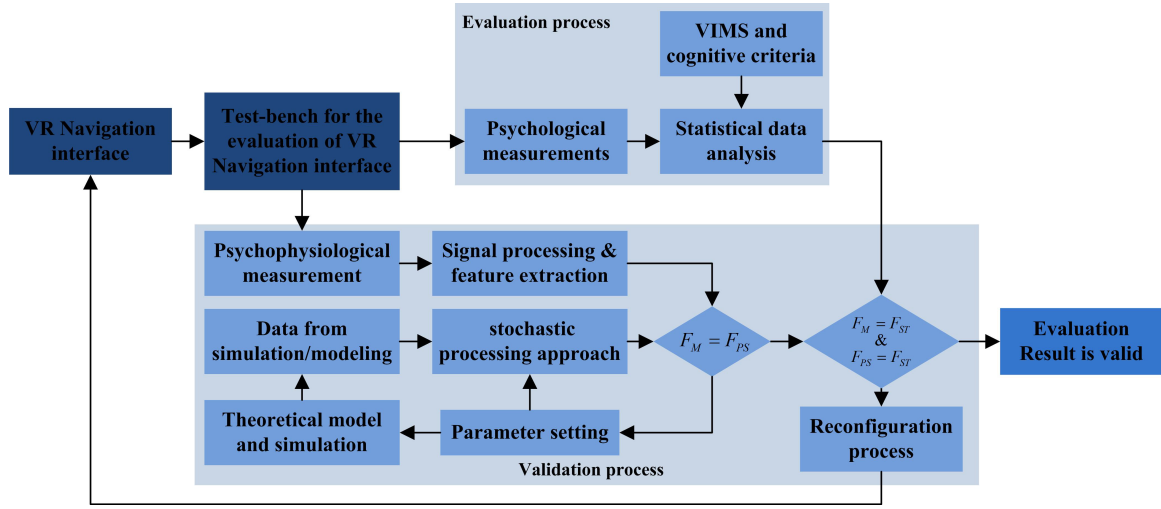 Evaluation process
VIMS and
cognitive criteria
VR Navigation
interface
Test-bench for the
evaluation of VR
Navigation interface
Psychological
measurements
Statistical data
analysis
Psychophysiological
measurement
Signal processing &
feature extraction
Data from
simulation/modeling
stochastic
processing approach
F_M = F_PS
F_M = F_ST
&
F_PS = F_ST
Evaluation
Result is valid
Theoretical model
and simulation
Parameter setting
Reconfiguration
process
Validation process